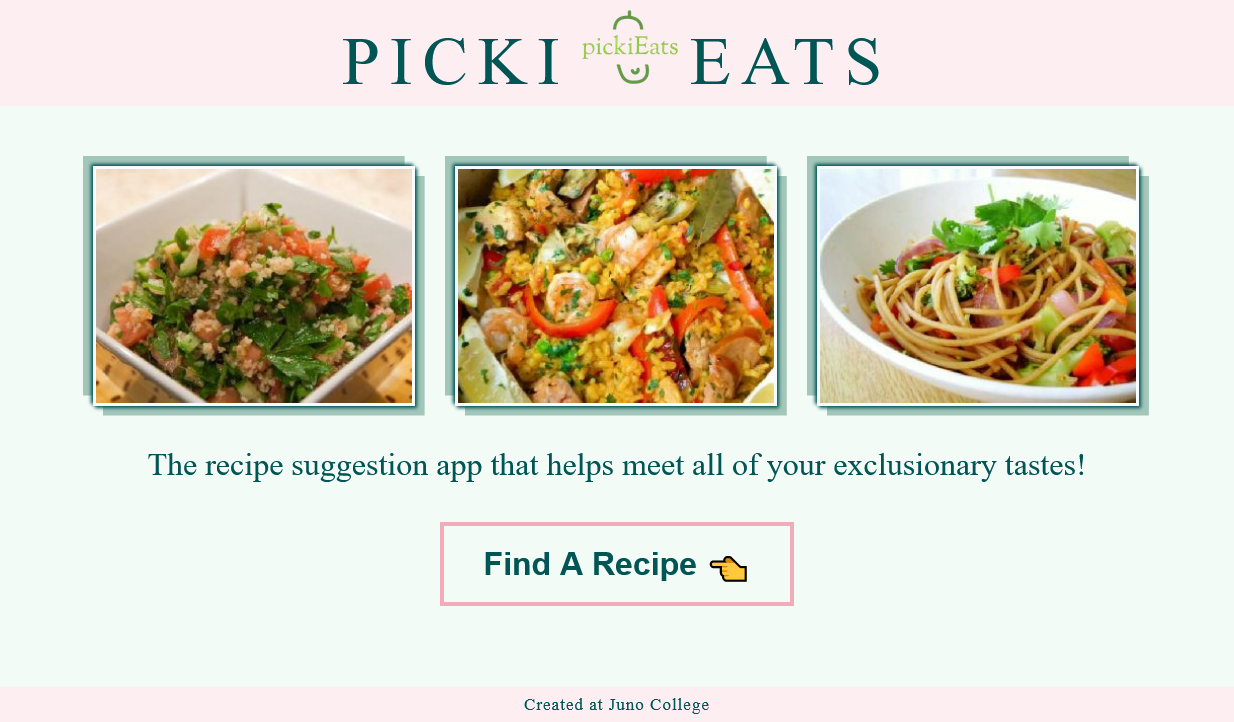 PICKI pickiEats EATS
The recipe suggestion app that helps meet all of your exclusionary tastes!
Find A Recipe 👈
Created at Juno College